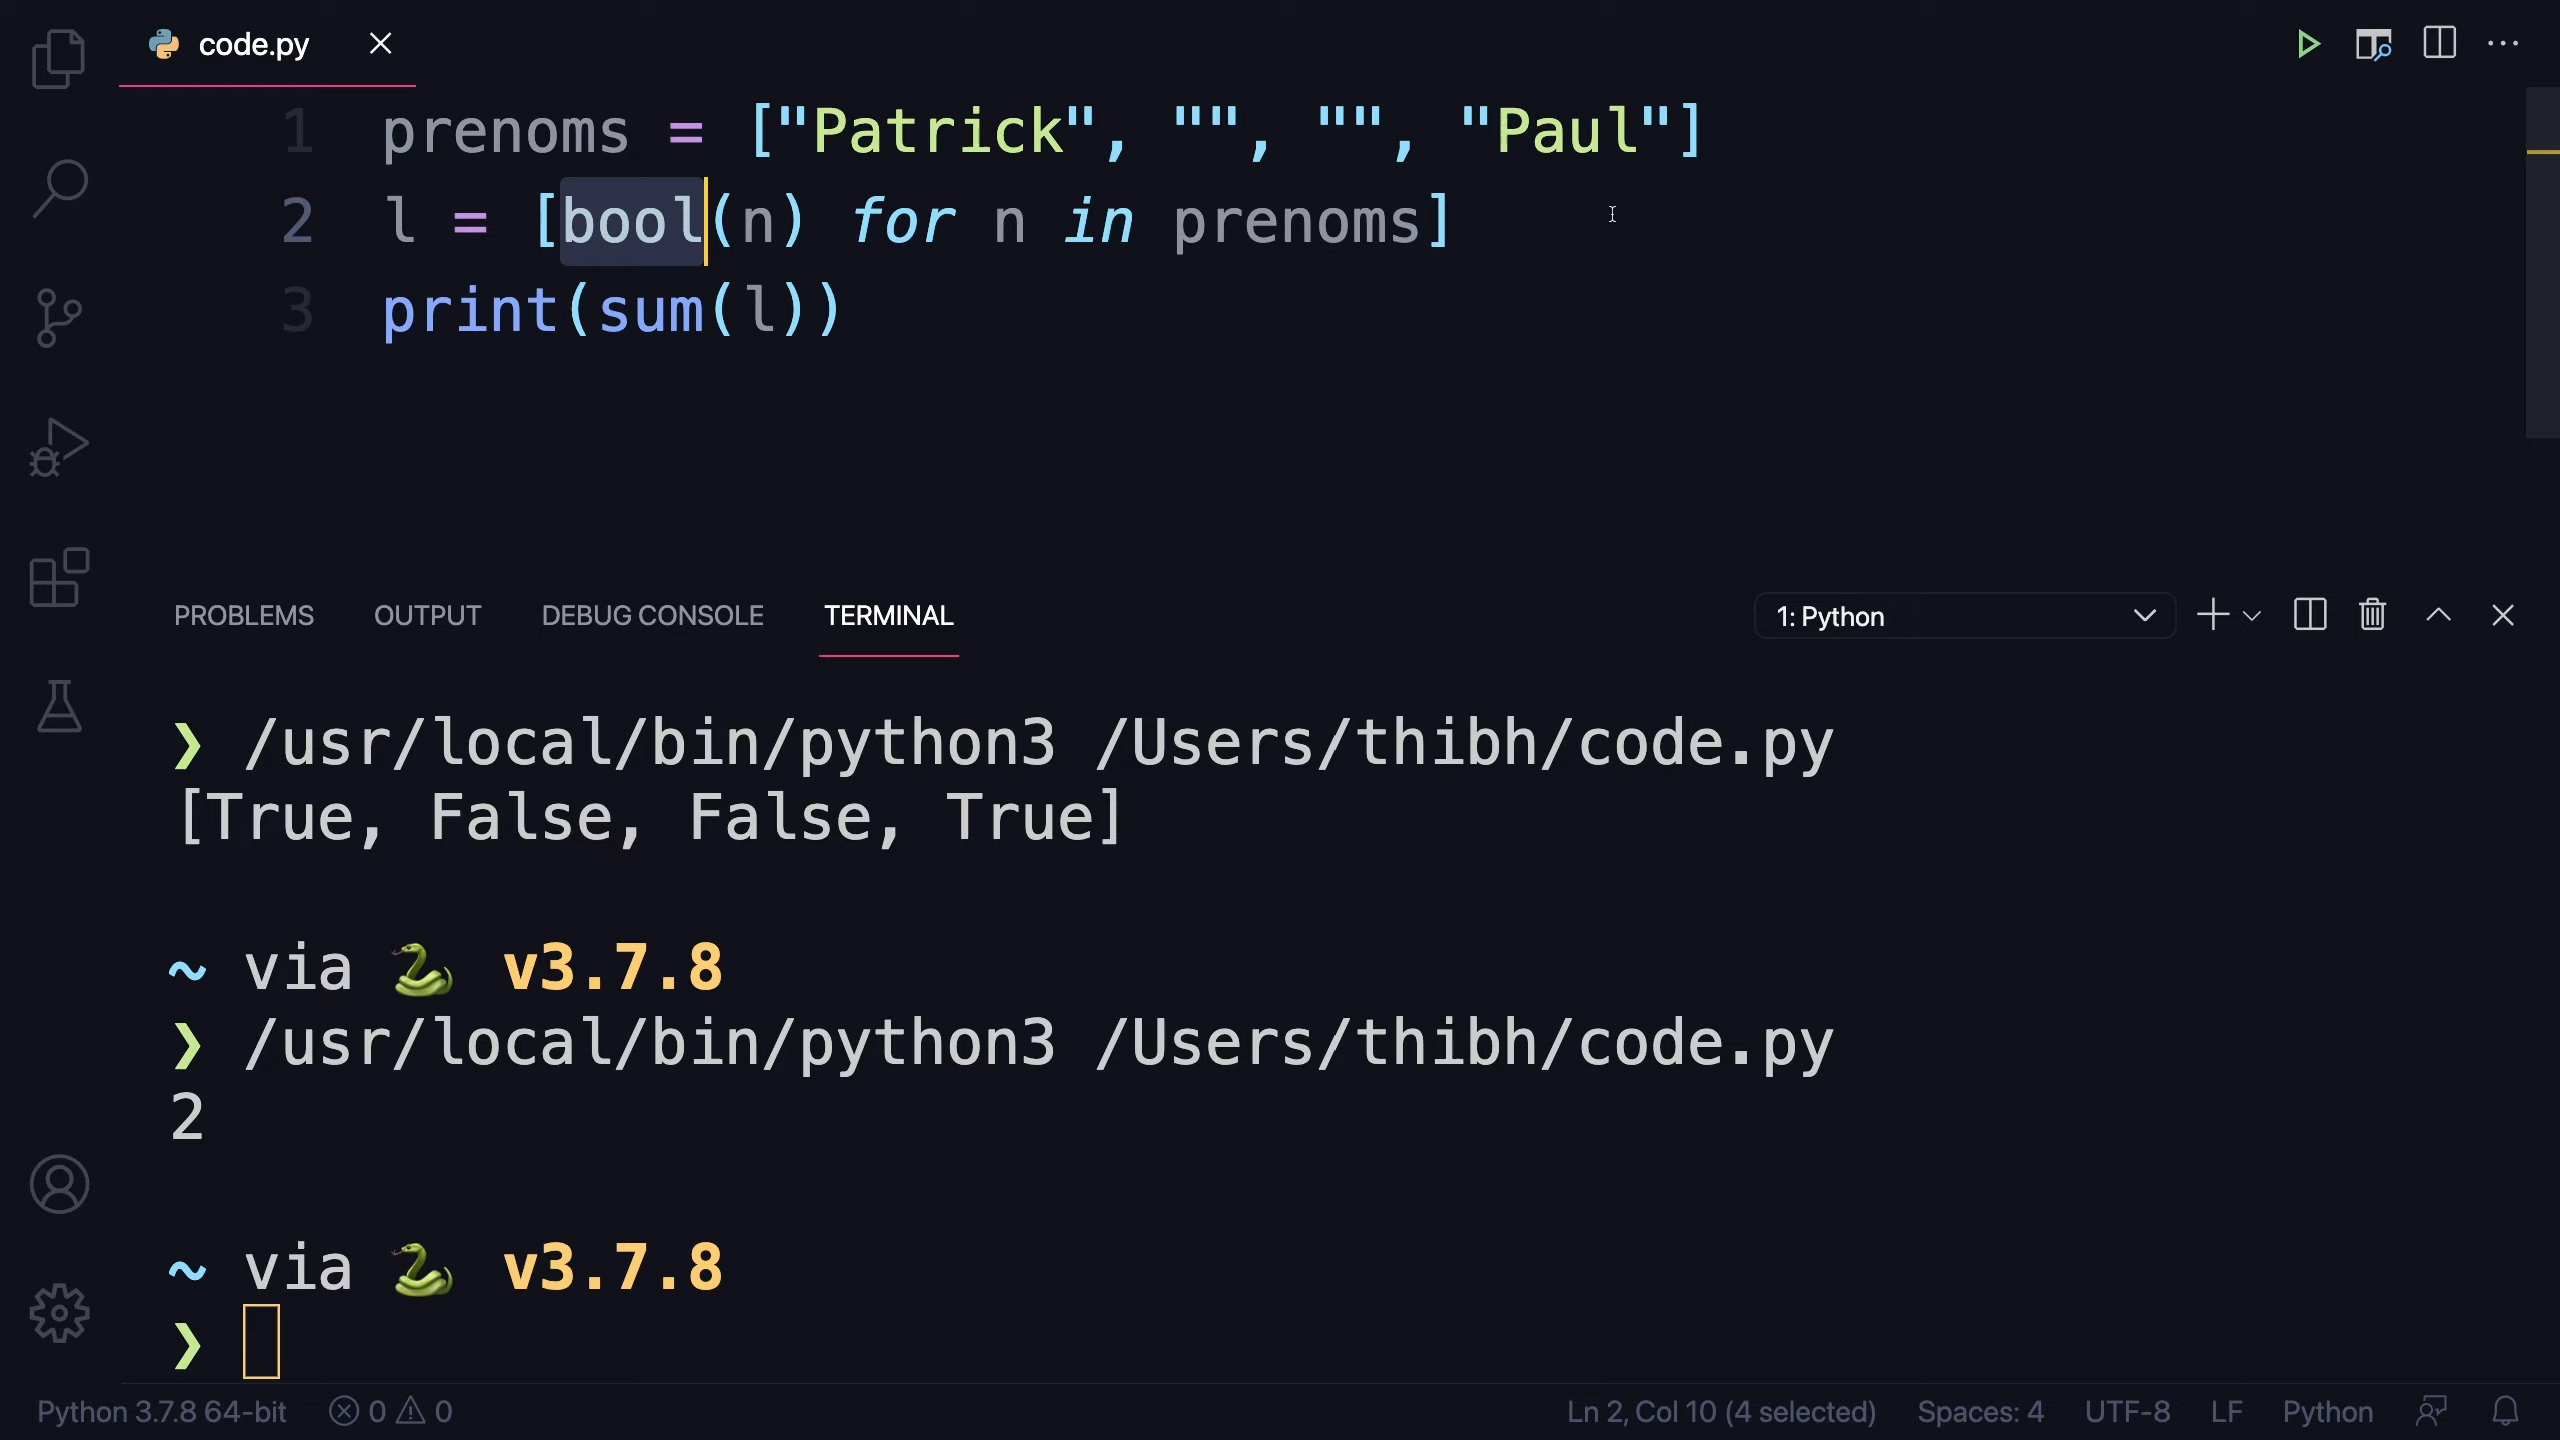 code.py
1 prenoms = ["Patrick", "", "", "Paul"]
2 l = [bool(n) for n in prenoms]
3 print(sum(l))
PROBLEMS OUTPUT DEBUG CONSOLE TERMINAL 1: Python
❯ /usr/local/bin/python3 /Users/thibh/code.py
[True, False, False, True]
~ via 🐍 v3.7.8
❯ /usr/local/bin/python3 /Users/thibh/code.py
2
~ via 🐍 v3.7.8
❯
Python 3.7.8 64-bit 0 0 Ln 2, Col 10 (4 selected) Spaces: 4 UTF-8 LF Python